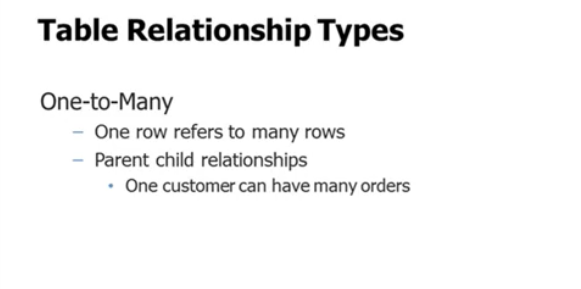 Table Relationship Types
One-to-Many
– One row refers to many rows
– Parent child relationships
• One customer can have many orders